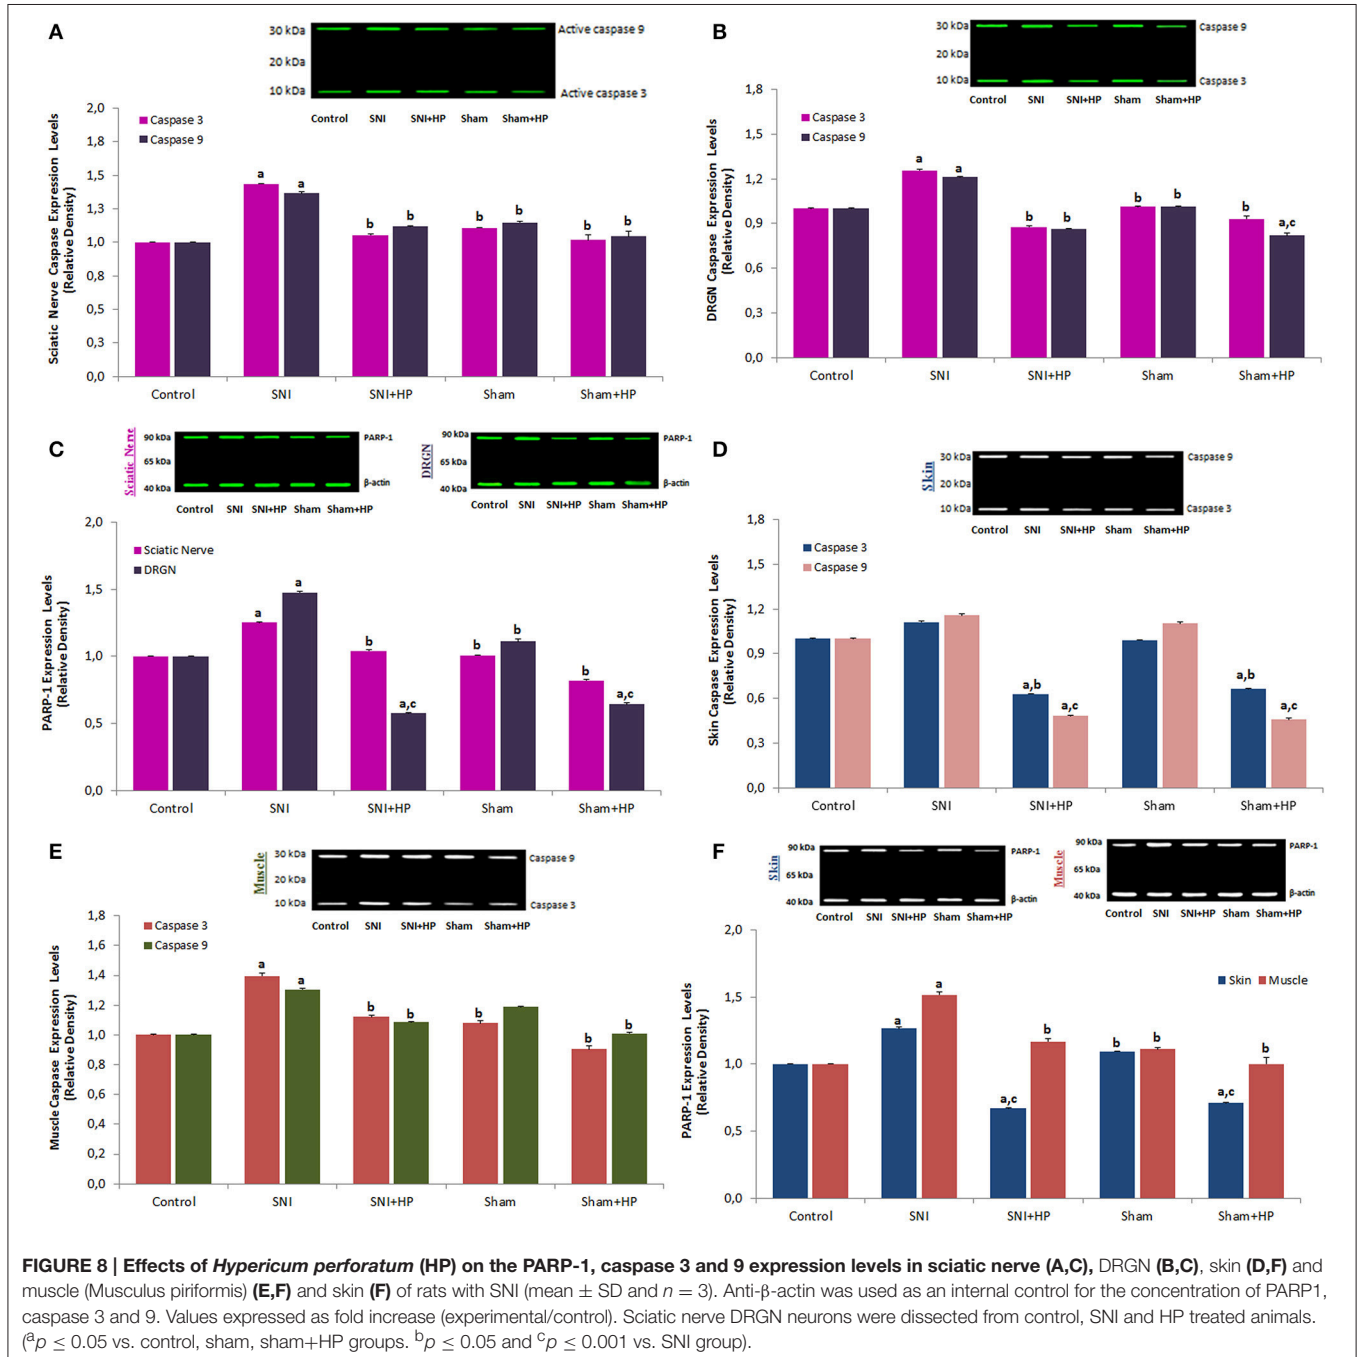 A
30 kDa
Active caspase 9
20 kDa
10 kDa
Active caspase 3
Control SNI SNI+HP Sham Sham+HP
Sciatic Nerve Caspase Expression Levels
(Relative Density)
2,0
1,8
1,5
1,3
1,0
0,8
0,5
0,3
0,0
Caspase 3
Caspase 9
a a b b b b b b
Control SNI SNI+HP Sham Sham+HP
B
30 kDa
Caspase 9
20 kDa
10 kDa
Caspase 3
Control SNI SNI+HP Sham Sham+HP
DRGN Caspase Expression Levels
(Relative Density)
1,8
1,5
1,2
0,9
0,6
0,3
0,0
Caspase 3
Caspase 9
a a b b b b b a,c
Control SNI SNI+HP Sham Sham+HP
C
Sciatic Nerve
90 kDa
PARP-1
65 kDa
β-actin
40 kDa
Control SNI SNI+HP Sham Sham+HP
DRGN
90 kDa
PARP-1
65 kDa
β-actin
40 kDa
Control SNI SNI+HP Sham Sham+HP
PARP-1 Expression Levels
(Relative Density)
2,0
1,5
1,0
0,5
0,0
Sciatic Nerve
DRGN
a a b a,c b b b a,c
Control SNI SNI+HP Sham Sham+HP
D
Skin
30 kDa
Caspase 9
20 kDa
10 kDa
Caspase 3
Control SNI SNI+HP Sham Sham+HP
Skin Caspase Expression Levels
(Relative Density)
1,8
1,5
1,2
0,9
0,6
0,3
0,0
Caspase 3
Caspase 9
a,b a,c a,b a,c
Control SNI SNI+HP Sham Sham+HP
E
Muscle
30 kDa
Caspase 9
20 kDa
10 kDa
Caspase 3
Control SNI SNI+HP Sham Sham+HP
Muscle Caspase Expression Levels
(Relative Density)
1,8
1,6
1,4
1,2
1,0
0,8
0,6
0,4
0,2
0,0
Caspase 3
Caspase 9
a a b b b b b
Control SNI SNI+HP Sham Sham+HP
F
Skin
90 kDa
PARP-1
65 kDa
β-actin
40 kDa
Control SNI SNI+HP Sham Sham+HP
Muscle
90 kDa
PARP-1
65 kDa
β-actin
40 kDa
Control SNI SNI+HP Sham Sham+HP
PARP-1 Expression Levels
(Relative Density)
2,0
1,5
1,0
0,5
0,0
Skin Muscle
a a a,c b b b a,c b
Control SNI SNI+HP Sham Sham+HP
FIGURE 8 | Effects of Hypericum perforatum (HP) on the PARP-1, caspase 3 and 9 expression levels in sciatic nerve (A,C), DRGN (B,C), skin (D,F) and
muscle (Musculus piriformis) (E,F) and skin (F) of rats with SNI (mean ± SD and n = 3). Anti-β-actin was used as an internal control for the concentration of PARP1,
caspase 3 and 9. Values expressed as fold increase (experimental/control). Sciatic nerve DRGN neurons were dissected from control, SNI and HP treated animals.
(ᵃp ≤ 0.05 vs. control, sham, sham+HP groups. ᵇp ≤ 0.05 and ᶜp ≤ 0.001 vs. SNI group).